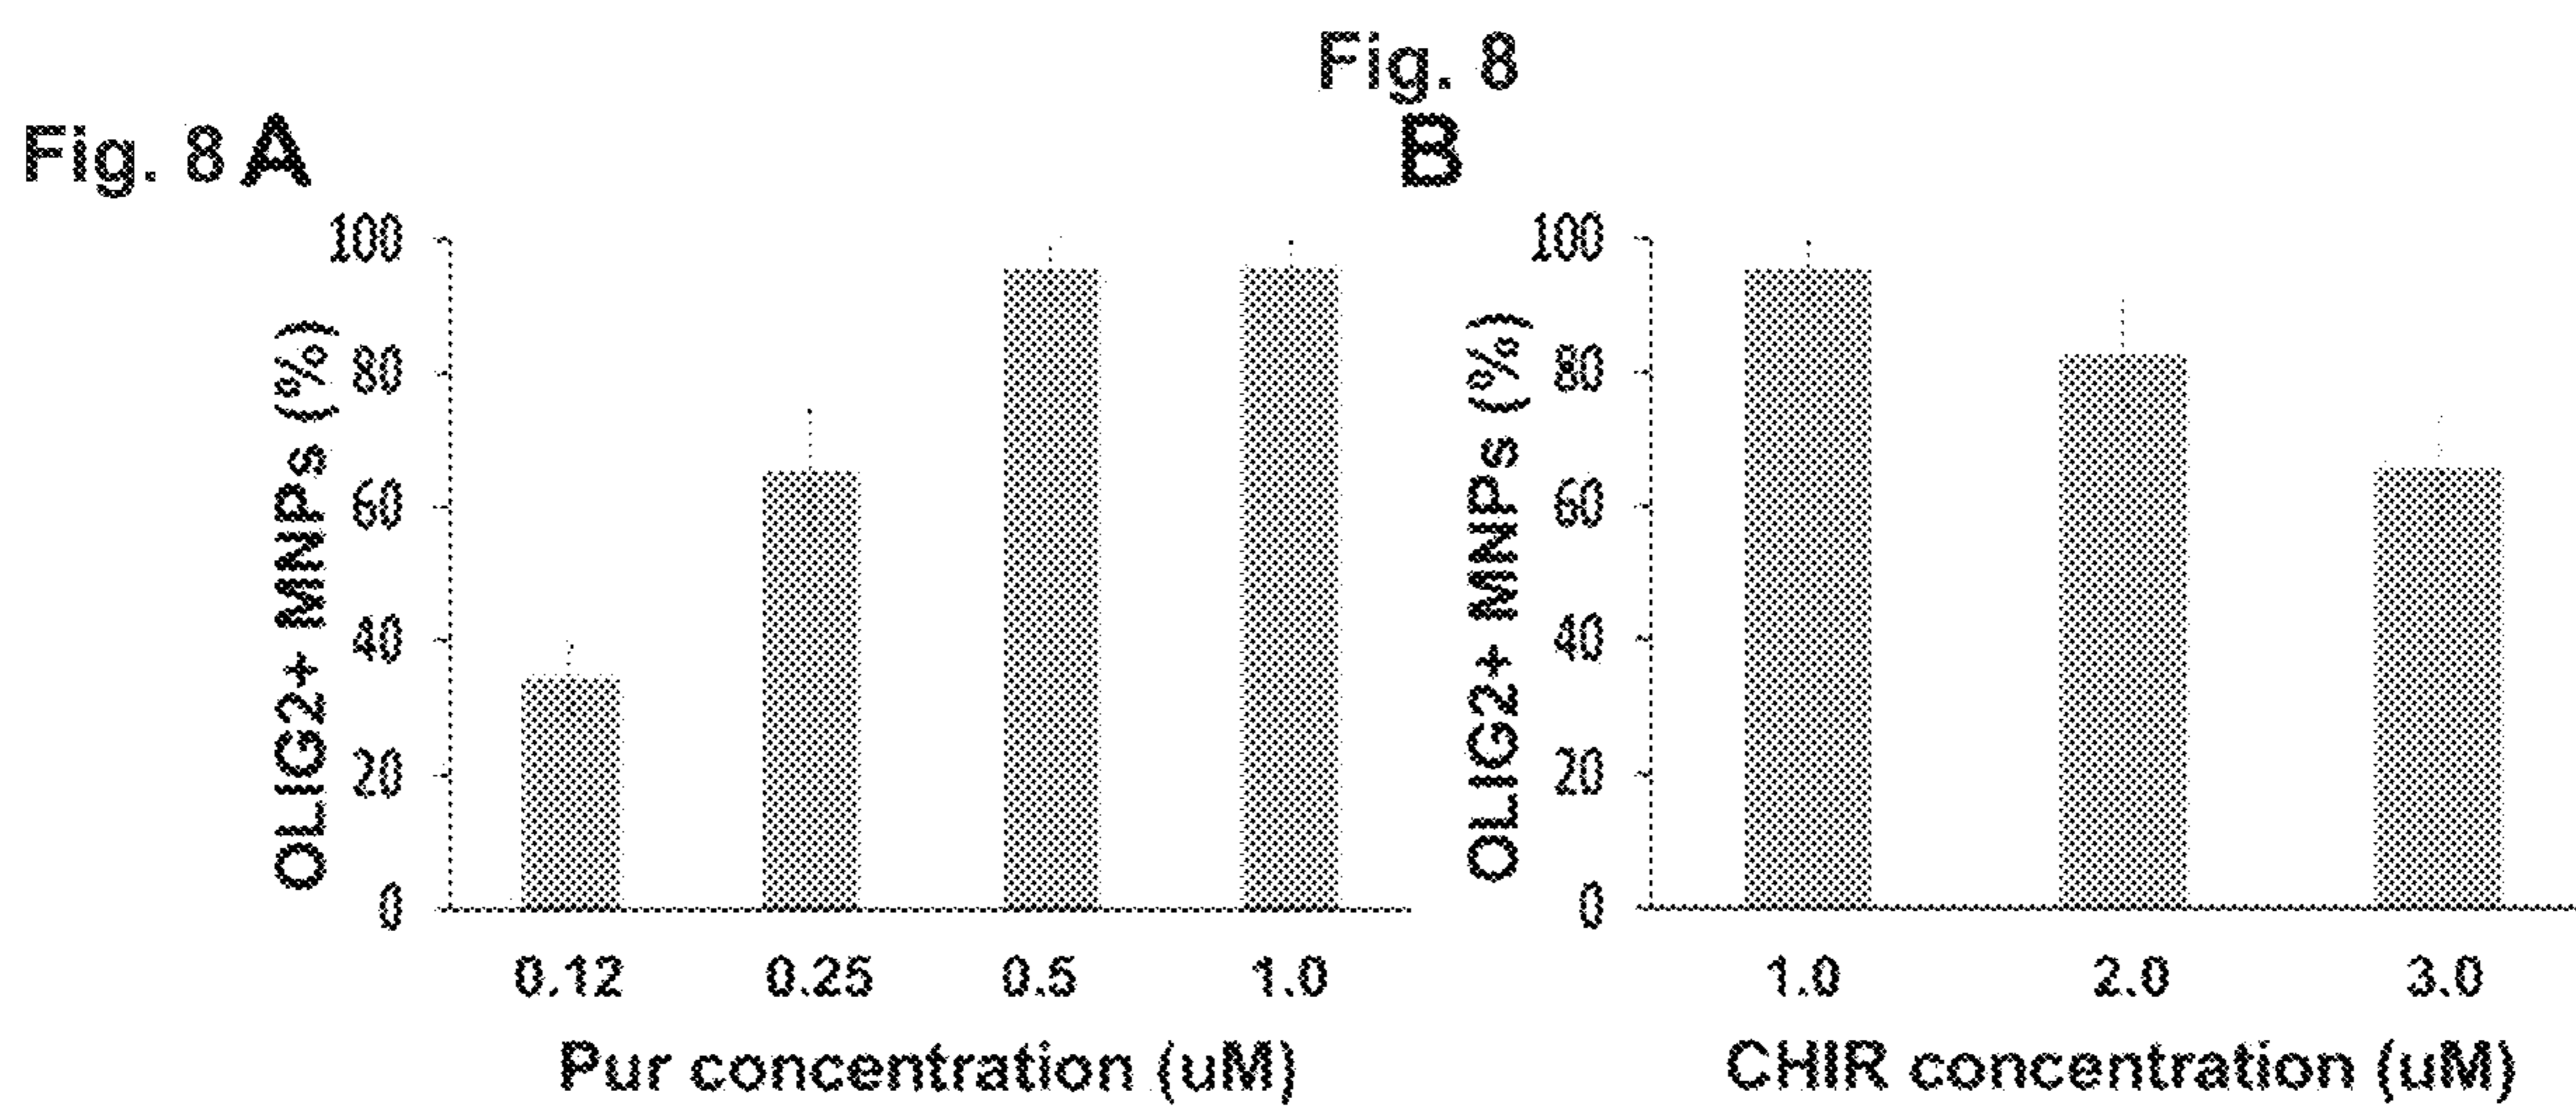 Fig. 8
Fig. 8 A
B
100
80
60
40
20
0
OLIG2+ MNPs (%)
0.12 0.25 0.5 1.0
Pur concentration (uM)
100
80
60
40
20
0
OLIG2+ MNPs (%)
1.0 2.0 3.0
CHIR concentration (uM)